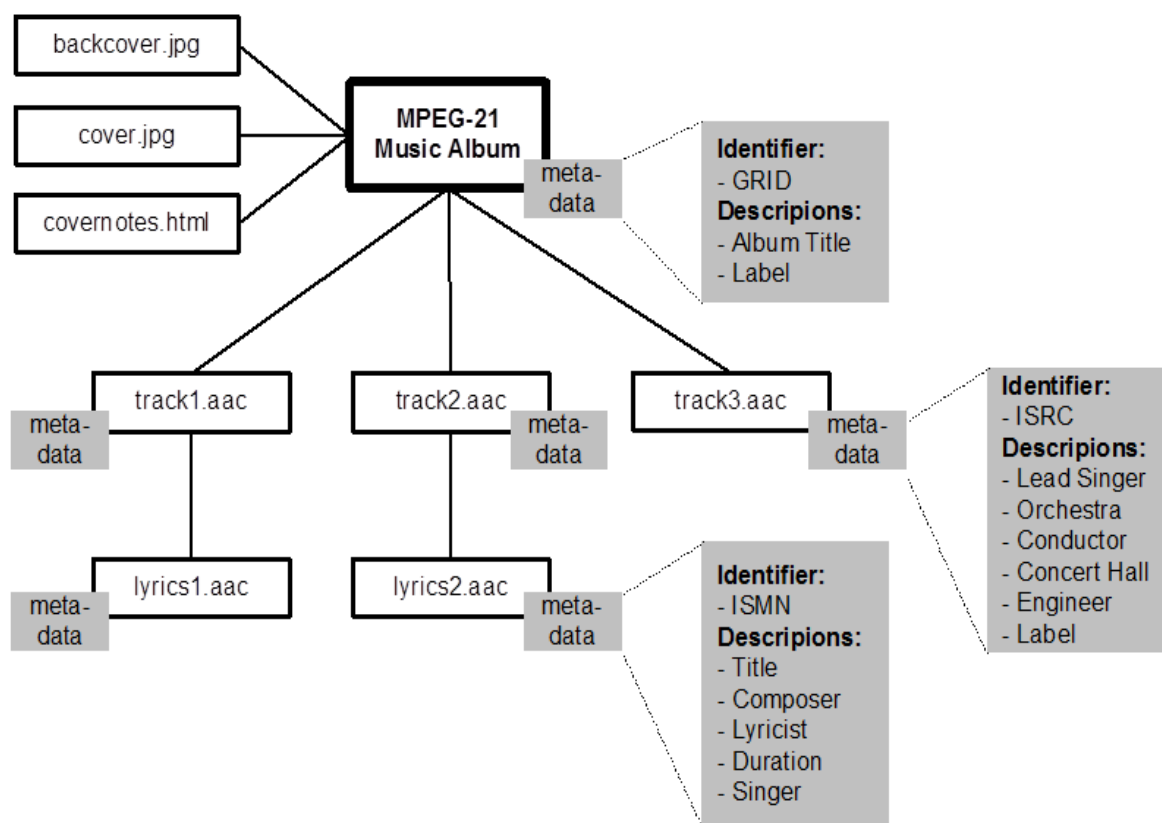 backcover.jpg
cover.jpg
covernotes.html
MPEG-21
Music Album
meta-
data
Identifier:
- GRID
Descripions:
- Album Title
- Label
track1.aac
meta-
data
track2.aac
meta-
data
track3.aac
meta-
data
Identifier:
- ISRC
Descripions:
- Lead Singer
- Orchestra
- Conductor
- Concert Hall
- Engineer
- Label
lyrics1.aac
meta-
data
lyrics2.aac
meta-
data
Identifier:
- ISMN
Descripions:
- Title
- Composer
- Lyricist
- Duration
- Singer